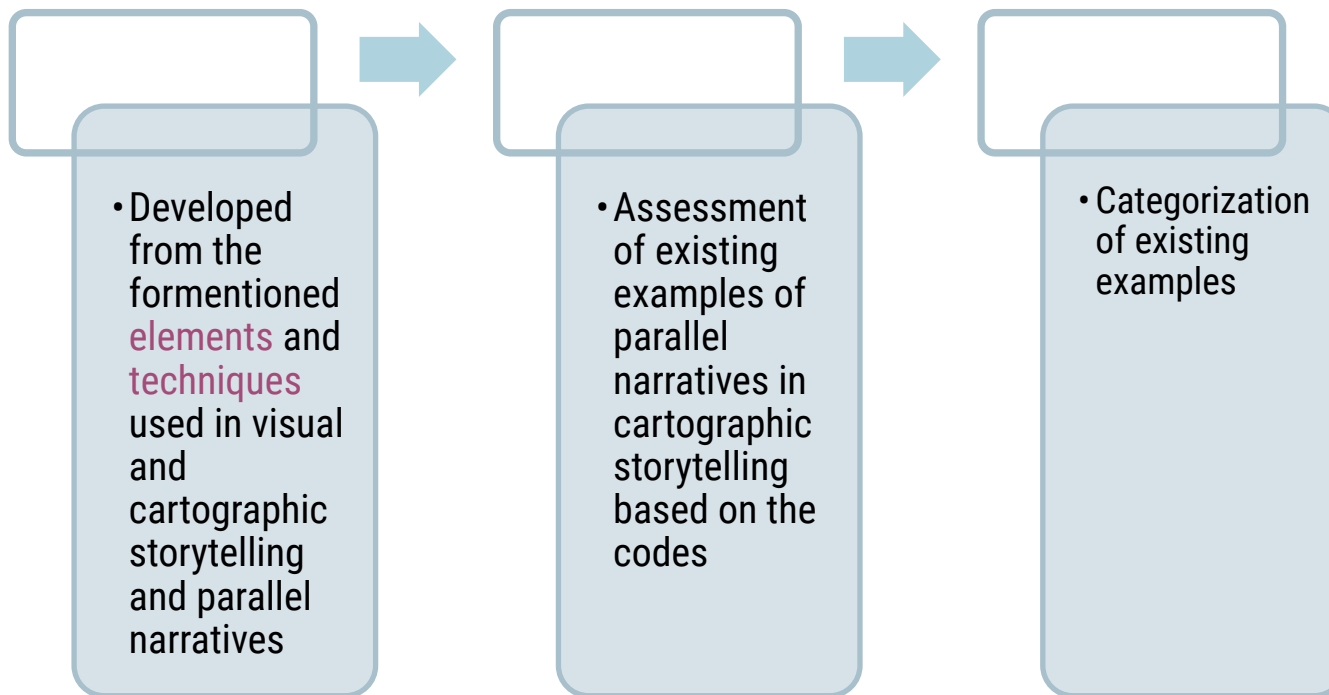 • Developed
from the
formentioned
elements and
techniques
used in visual
and
cartographic
storytelling
and parallel
narratives
• Assessment
of existing
examples of
parallel
narratives in
cartographic
storytelling
based on the
codes
• Categorization
of existing
examples